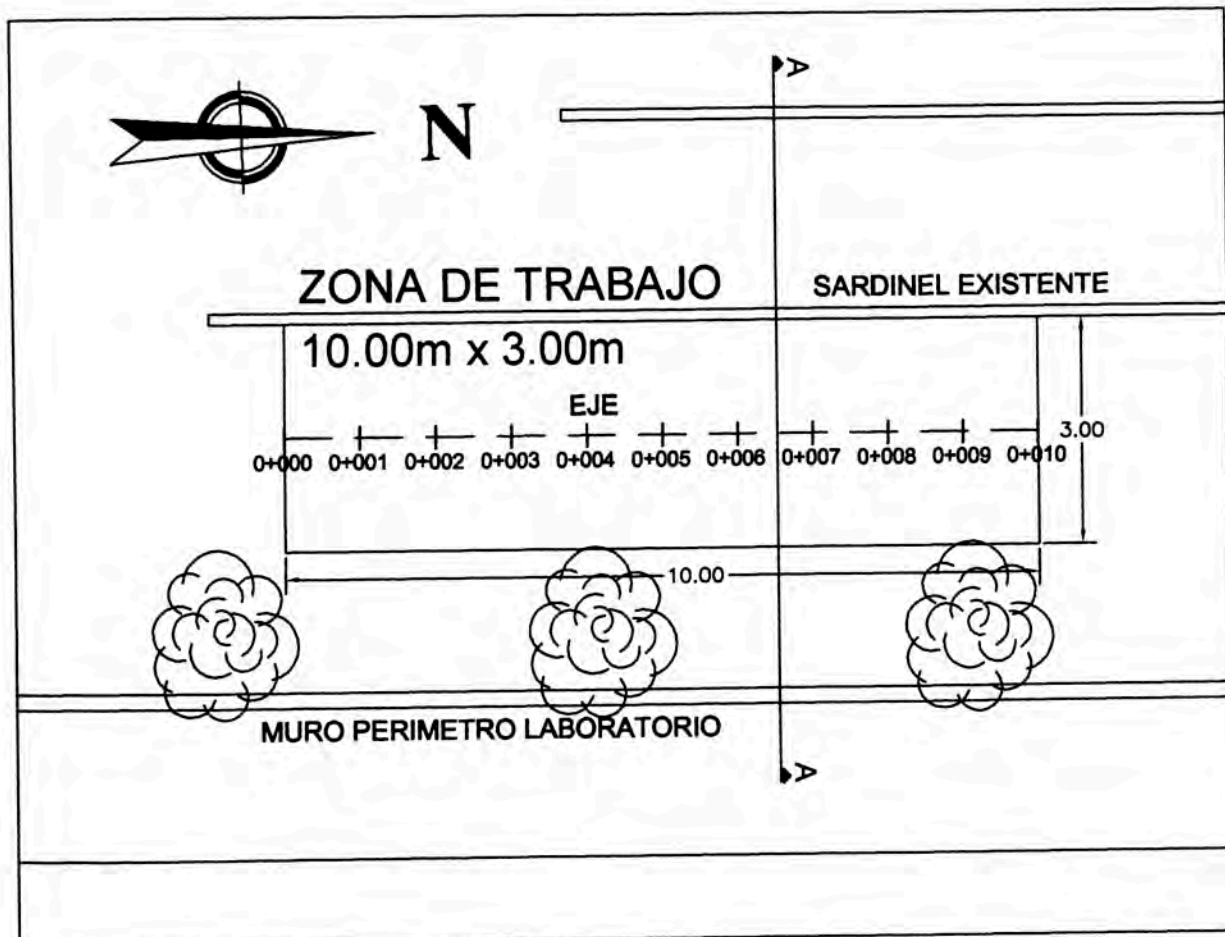 A
N
ZONA DE TRABAJO
SARDINEL EXISTENTE
10.00m x 3.00m
EJE
3.00
0+000 0+001 0+002 0+003 0+004 0+005 0+006 0+007 0+008 0+009 0+010
10.00
MURO PERIMETRO LABORATORIO
A